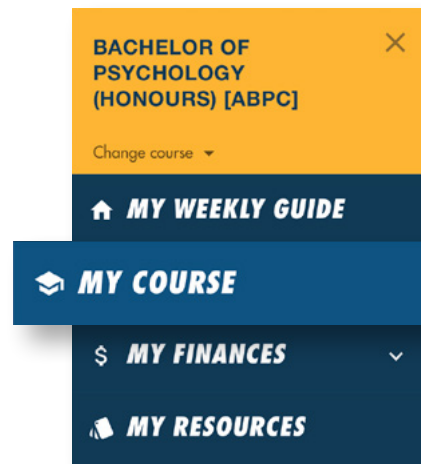 BACHELOR OF
PSYCHOLOGY
(HONOURS) [ABPC]
Change course
MY WEEKLY GUIDE
MY COURSE
$ MY FINANCES
MY RESOURCES